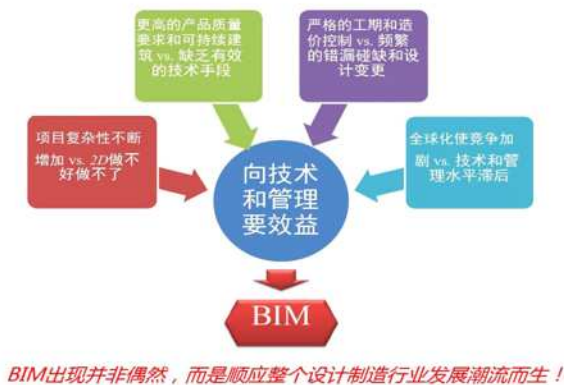 更高的产品质量
要求和可持续建
筑 vs. 缺乏有效
的技术手段
严格的工期和造
价控制 vs. 频繁
的错漏碰缺和设
计变更
项目复杂性不断
增加 vs. 2D做不
好做不了
全球化使竞争加
剧 vs. 技术和管
理水平滞后
向技术
和管理
要效益
BIM
BIM出现并非偶然，而是顺应整个设计制造行业发展潮流而生！